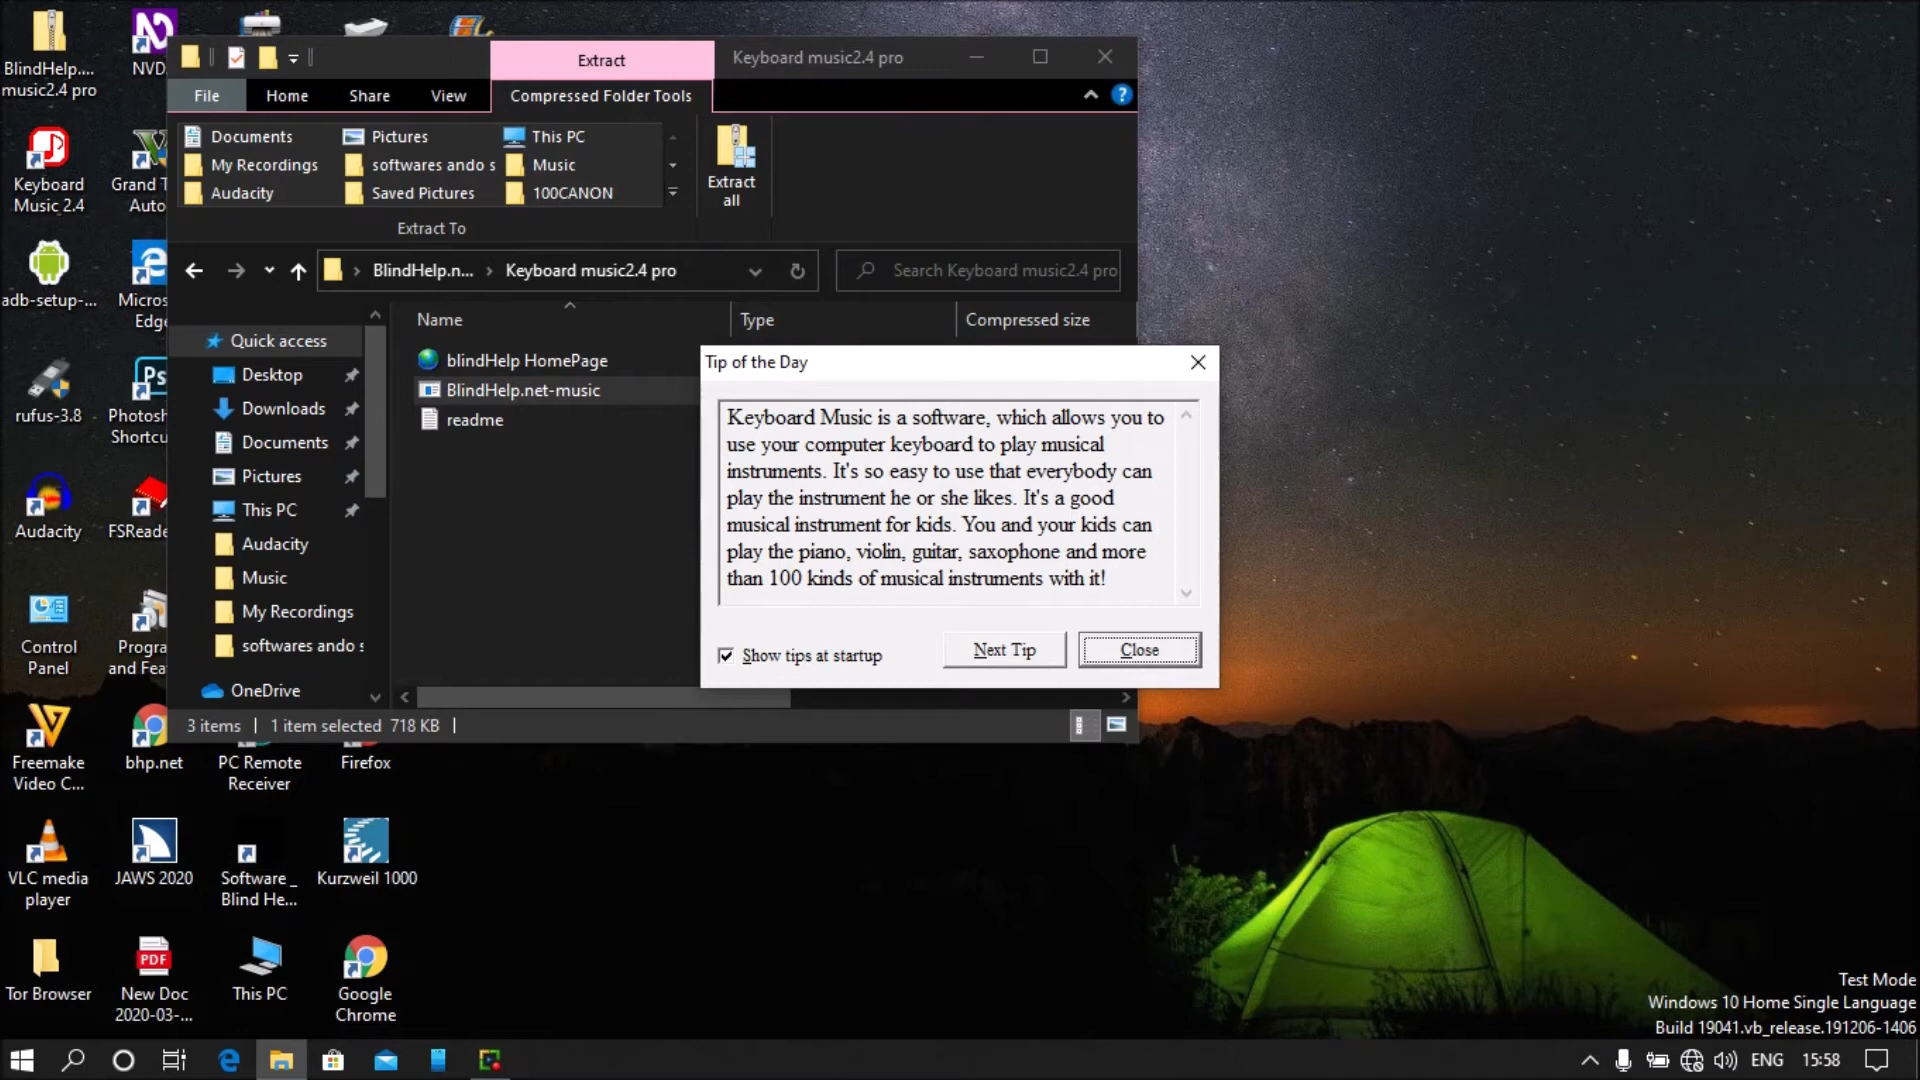 BlindHelp....
music2.4 pro
NVD
Keyboard
Music 2.4
Grand T
Auto
adb-setup-...
Micros
Edge
rufus-3.8
Ps
Photosh
Shortcu
Audacity
FSReade
Control
Panel
Progra
and Fea
Freemake
Video C...
bhp.net
PC Remote
Receiver
Firefox
VLC media
player
JAWS 2020
Software _
Blind He...
Kurzweil 1000
Tor Browser
PDF
New Doc
2020-03-...
This PC
Google
Chrome
Extract
Keyboard music2.4 pro
File
Home
Share
View
Compressed Folder Tools
?
Documents
Pictures
This PC
My Recordings
softwares ando s
Music
Audacity
Saved Pictures
100CANON
Extract To
Extract
all
BlindHelp.n...
Keyboard music2.4 pro
Search Keyboard music2.4 pro
Name
Type
Compressed size
Quick access
Desktop
Downloads
Documents
Pictures
This PC
Audacity
Music
My Recordings
softwares ando s
OneDrive
blindHelp HomePage
BlindHelp.net-music
readme
3 items
1 item selected 718 KB
Tip of the Day
Keyboard Music is a software, which allows you to
use your computer keyboard to play musical
instruments. It's so easy to use that everybody can
play the instrument he or she likes. It's a good
musical instrument for kids. You and your kids can
play the piano, violin, guitar, saxophone and more
than 100 kinds of musical instruments with it!
Show tips at startup
Next Tip
Close
Test Mode
Windows 10 Home Single Language
Build 19041.vb_release.191206-1406
ENG
15:58